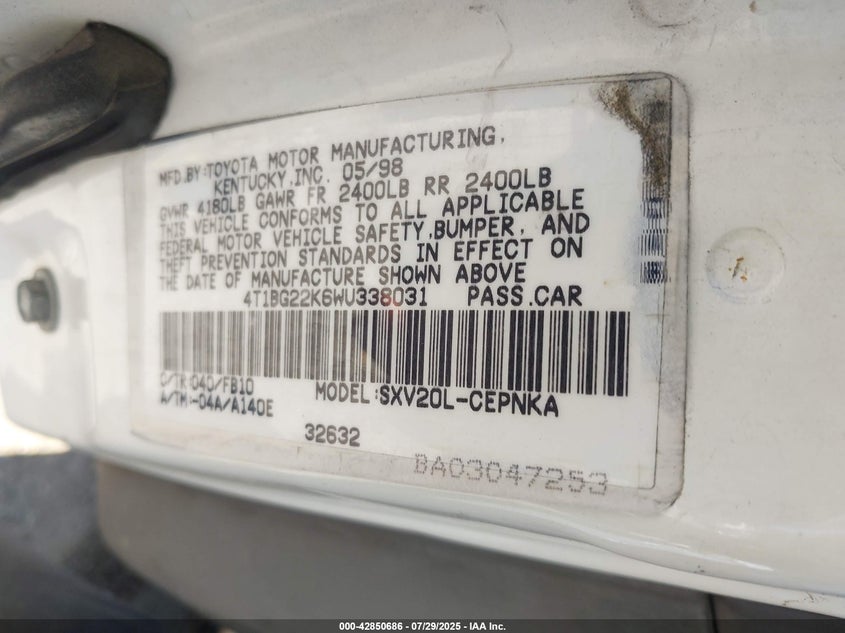 MFD.BY:TOYOTA MOTOR MANUFACTURING,
KENTUCKY,INC. 05/98
GVWR 4180LB GAWR FR 2400LB RR 2400LB
THIS VEHICLE CONFORMS TO ALL APPLICABLE
FEDERAL MOTOR VEHICLE SAFETY,BUMPER, AND
THEFT PREVENTION STANDARDS IN EFFECT ON
THE DATE OF MANUFACTURE SHOWN ABOVE
4T1BG22K6WU338031 PASS.CAR
C/TR:040/FB10
A/TM:-04A/A140E
MODEL:SXV20L-CEPNKA
32632
BA03047253
000-42850686 | 07/29/2025 - IAA Inc.